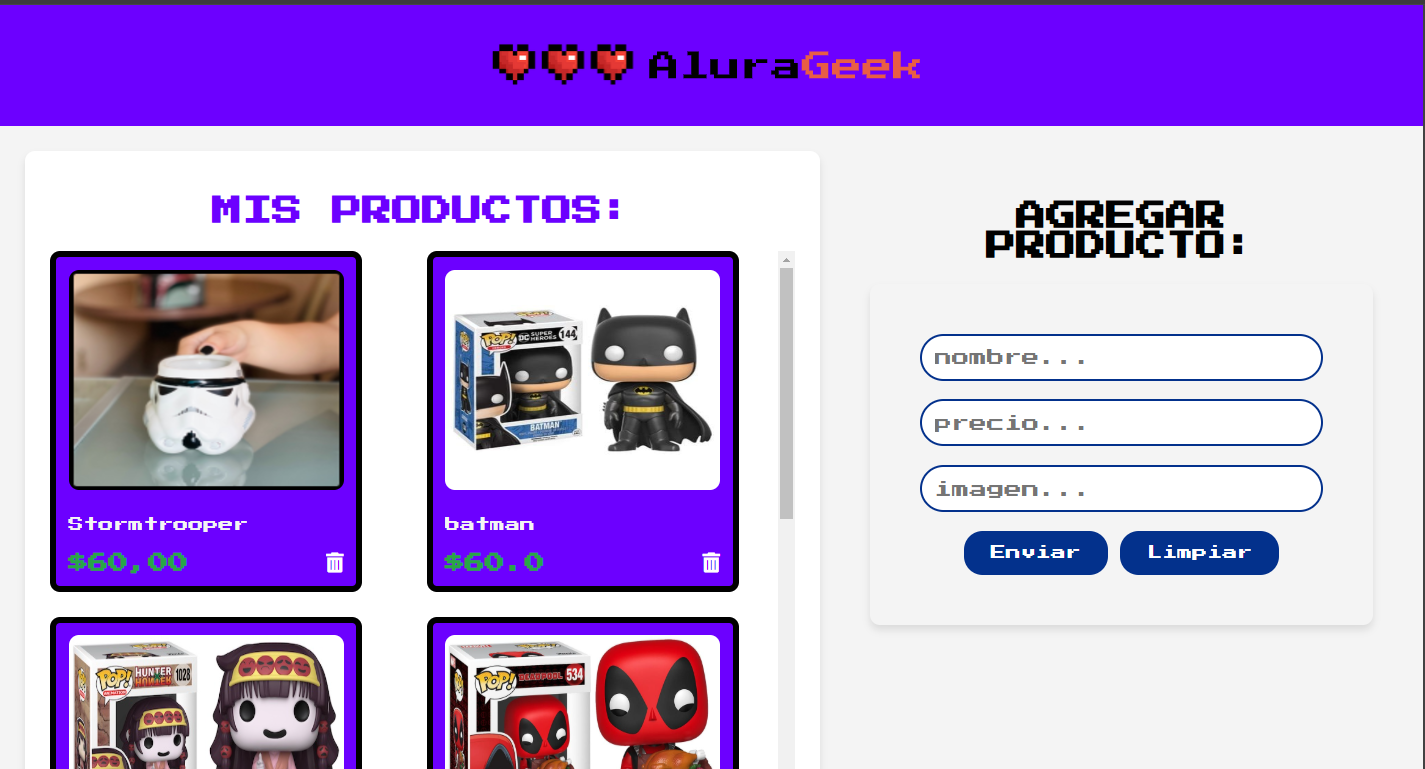 AluraGeek
MIS PRODUCTOS:
POP!
DC SUPER HEROES
144
BATMAN
Stormtrooper
$60,00
batman
$60.0
POP!
ANIMATION
HUNTER HUNTER
1028
POP!
DEADPOOL
534
AGREGAR
PRODUCTO:
nombre...
precio...
imagen...
Enviar
Limpiar